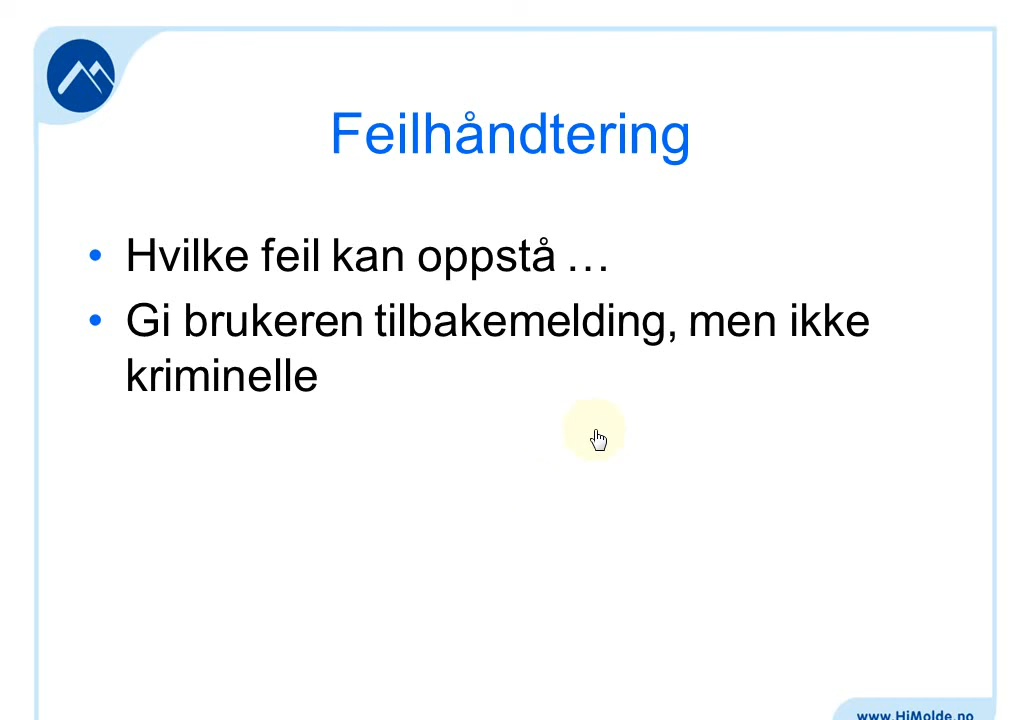 Feilhåndtering
• Hvilke feil kan oppstå …
• Gi brukeren tilbakemelding, men ikke
kriminelle
www.HiMolde.no